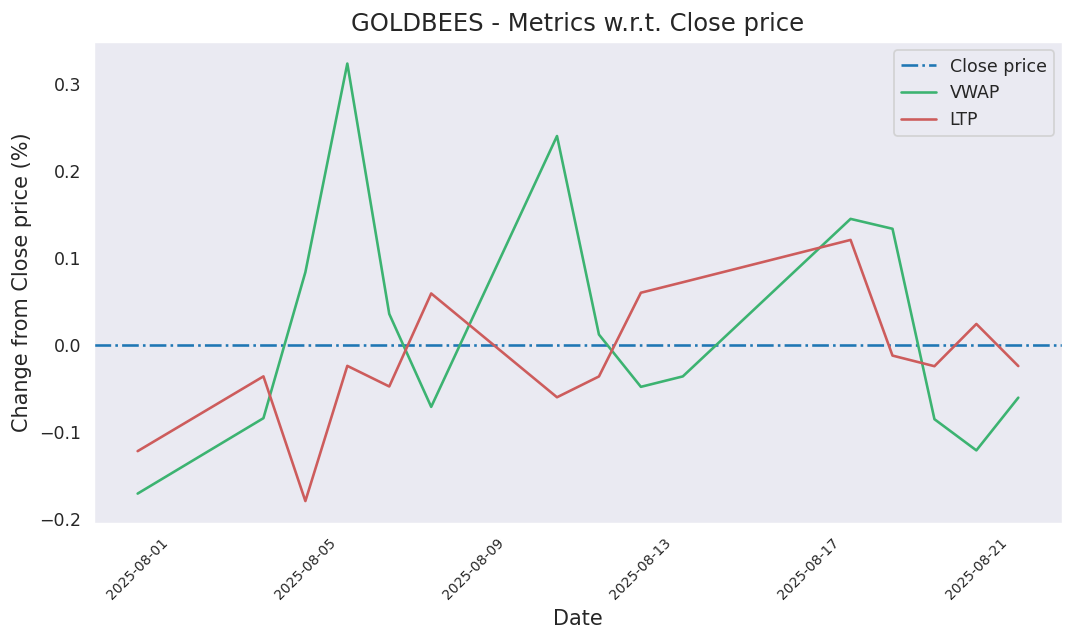 GOLDBEES - Metrics w.r.t. Close price
Close price
VWAP
LTP
Change from Close price (%)
0.3
0.2
0.1
0.0
−0.1
−0.2
2025-08-01
2025-08-05
2025-08-09
2025-08-13
2025-08-17
2025-08-21
Date